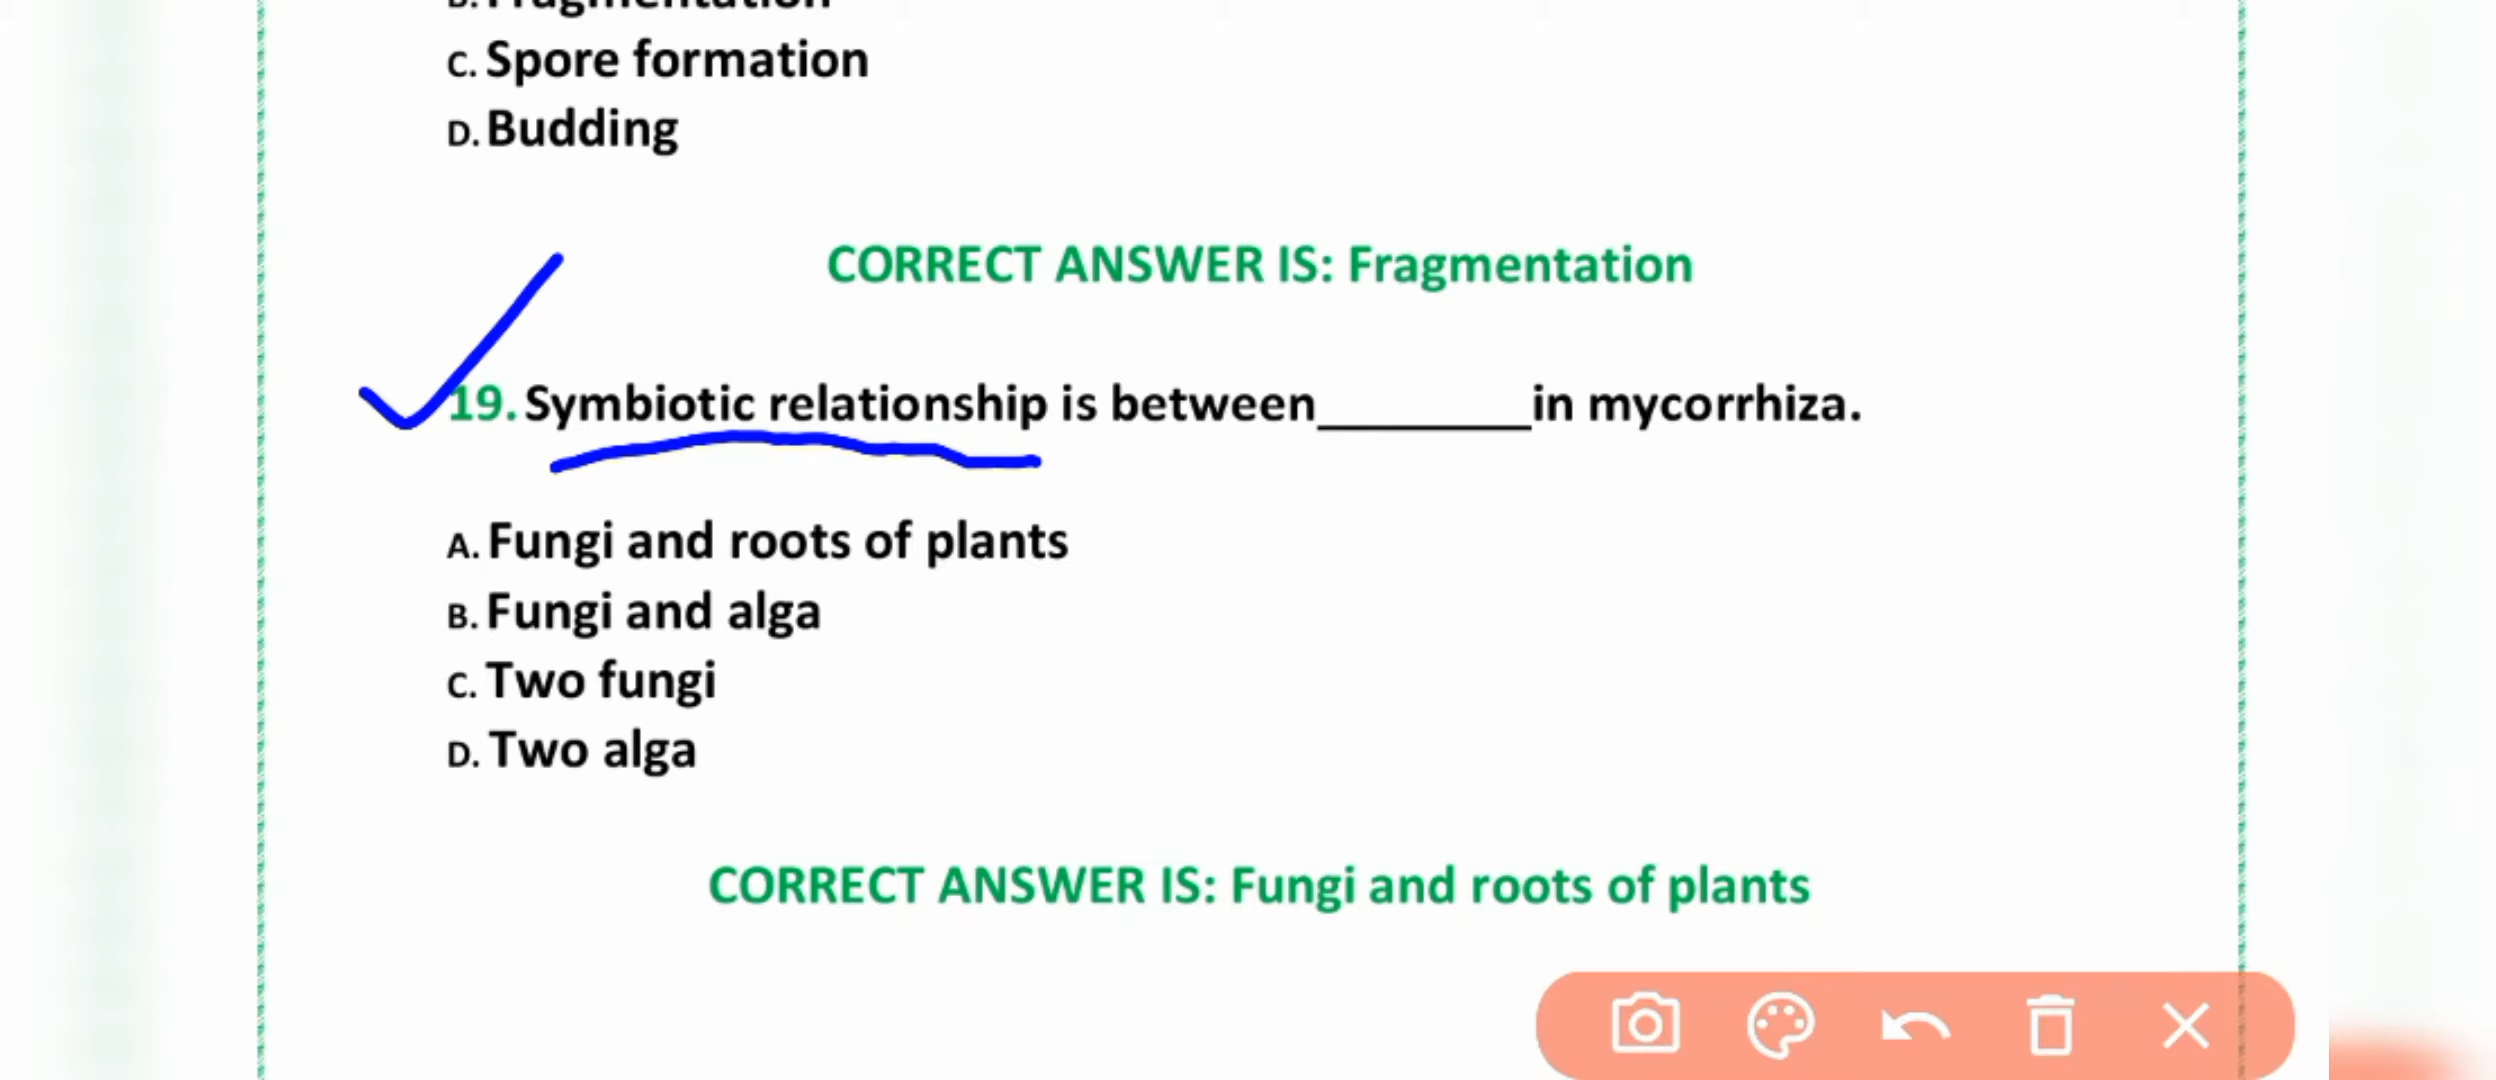 B. Fragmentation
C. Spore formation
D. Budding
CORRECT ANSWER IS: Fragmentation
19. Symbiotic relationship is between________in mycorrhiza.
A. Fungi and roots of plants
B. Fungi and alga
C. Two fungi
D. Two alga
CORRECT ANSWER IS: Fungi and roots of plants